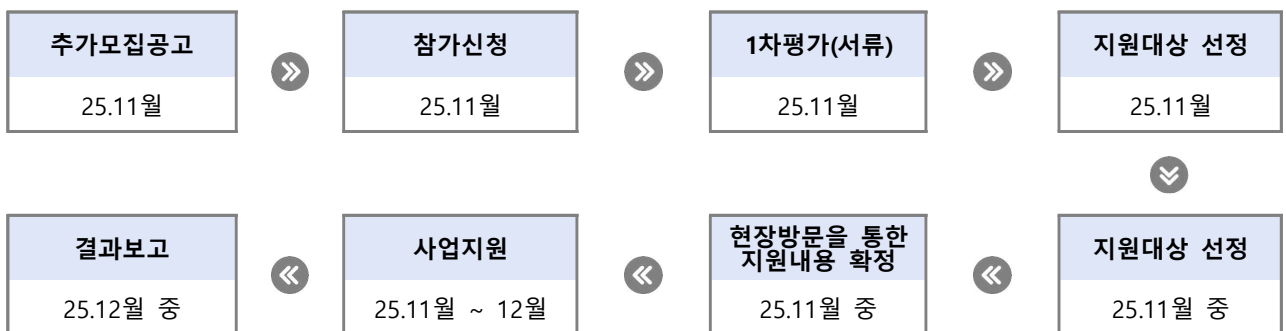 추가모집공고
25.11월
참가신청
25.11월
1차평가(서류)
25.11월
지원대상 선정
25.11월
지원대상 선정
25.11월 중
현장방문을 통한
지원내용 확정
25.11월 중
사업지원
25.11월 ~ 12월
결과보고
25.12월 중